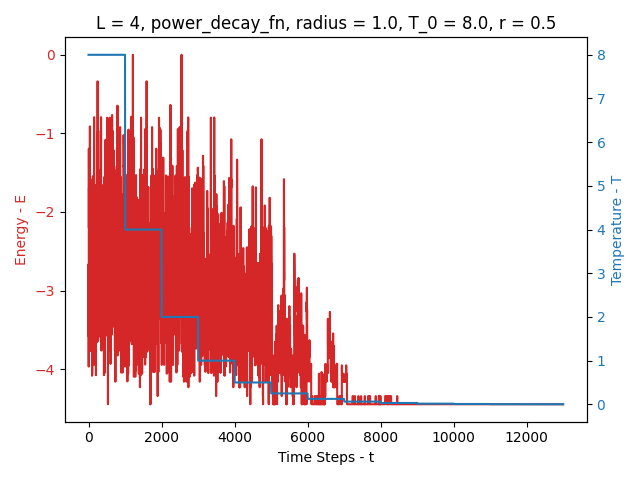 L = 4, power_decay_fn, radius = 1.0, T_0 = 8.0, r = 0.5
Energy - E
0
−1
−2
−3
−4
8
7
6
5
4
3
2
1
0
Temperature - T
0 2000 4000 6000 8000 10000 12000
Time Steps - t